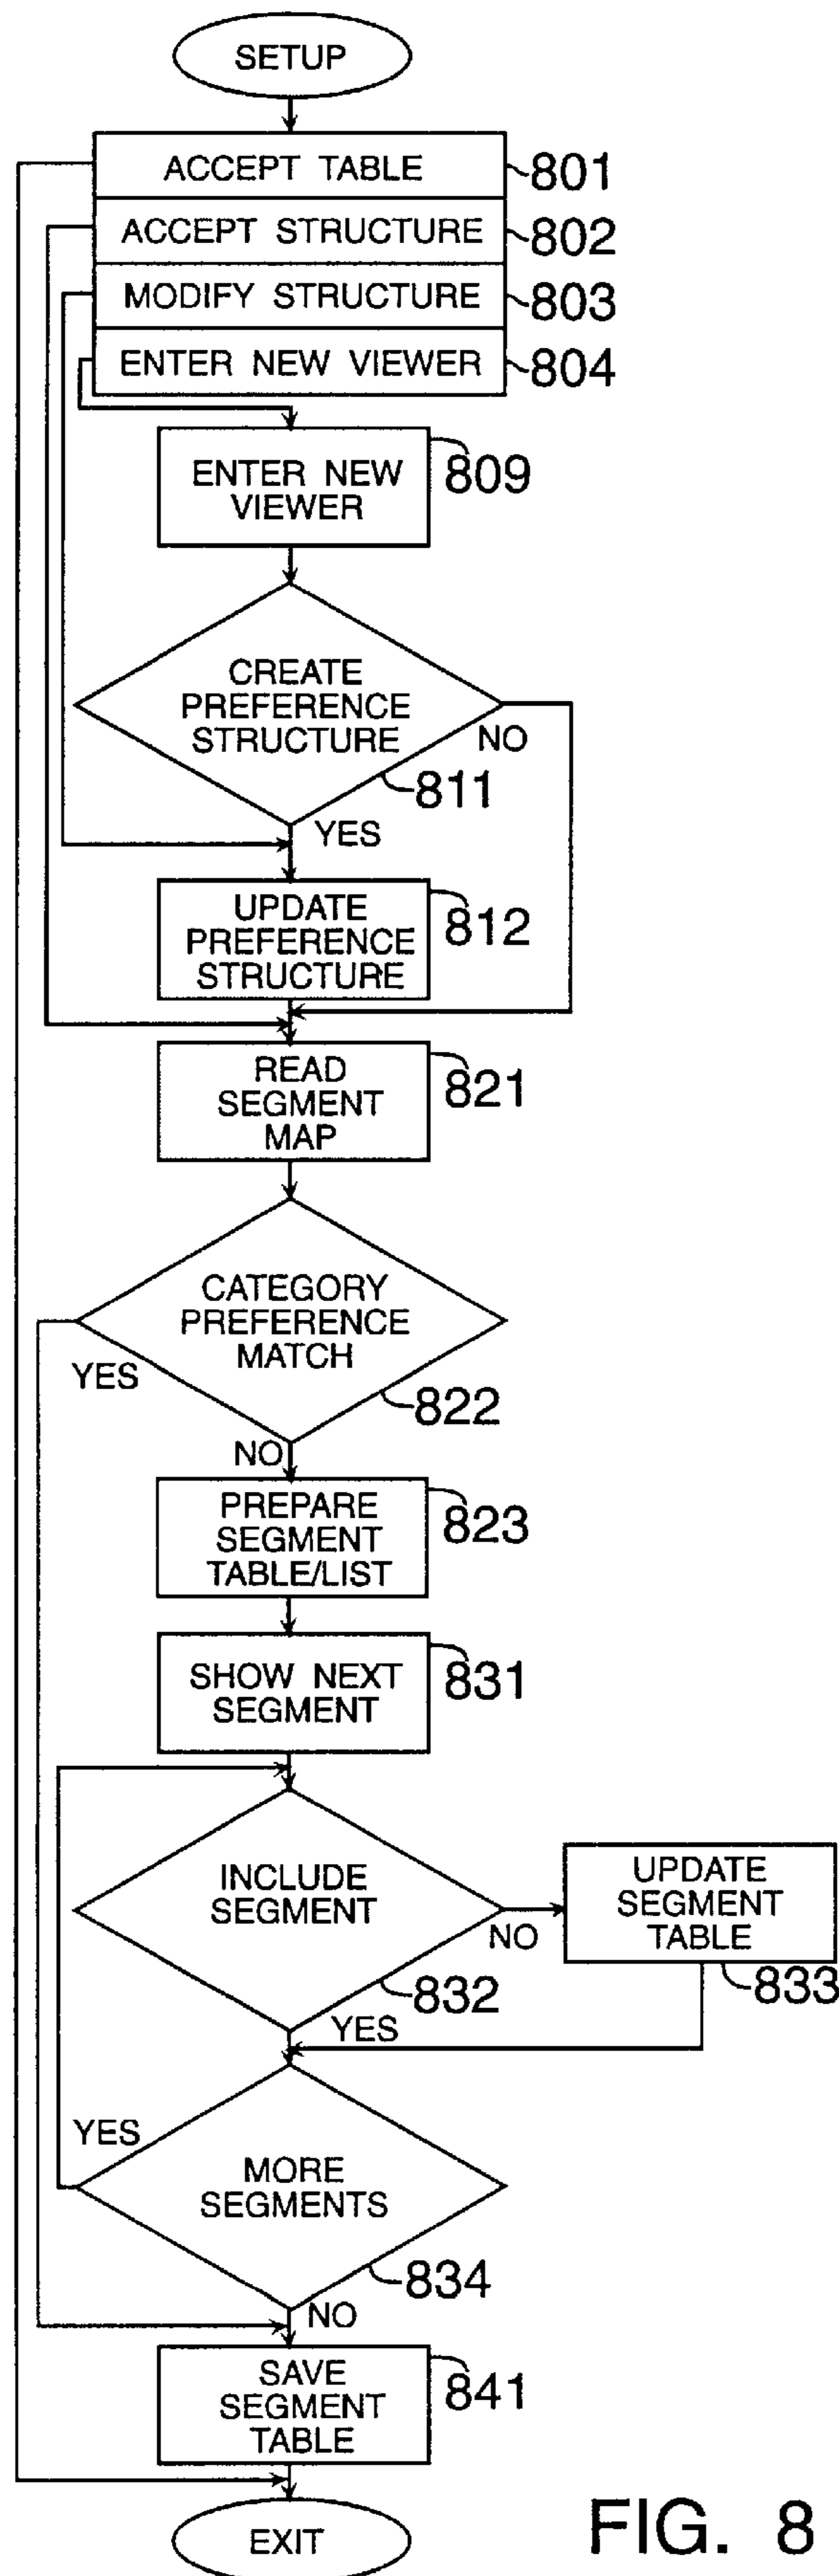 SETUP
ACCEPT TABLE
801
ACCEPT STRUCTURE
802
MODIFY STRUCTURE
803
ENTER NEW VIEWER
804
ENTER NEW
VIEWER
809
CREATE
PREFERENCE
STRUCTURE
NO
811
YES
UPDATE
PREFERENCE
STRUCTURE
812
READ
SEGMENT
MAP
821
CATEGORY
PREFERENCE
MATCH
YES
822
NO
PREPARE
SEGMENT
TABLE/LIST
823
SHOW NEXT
SEGMENT
831
INCLUDE
SEGMENT
NO
832
YES
UPDATE
SEGMENT
TABLE
833
YES
MORE
SEGMENTS
834
NO
SAVE
SEGMENT
TABLE
841
EXIT
FIG. 8